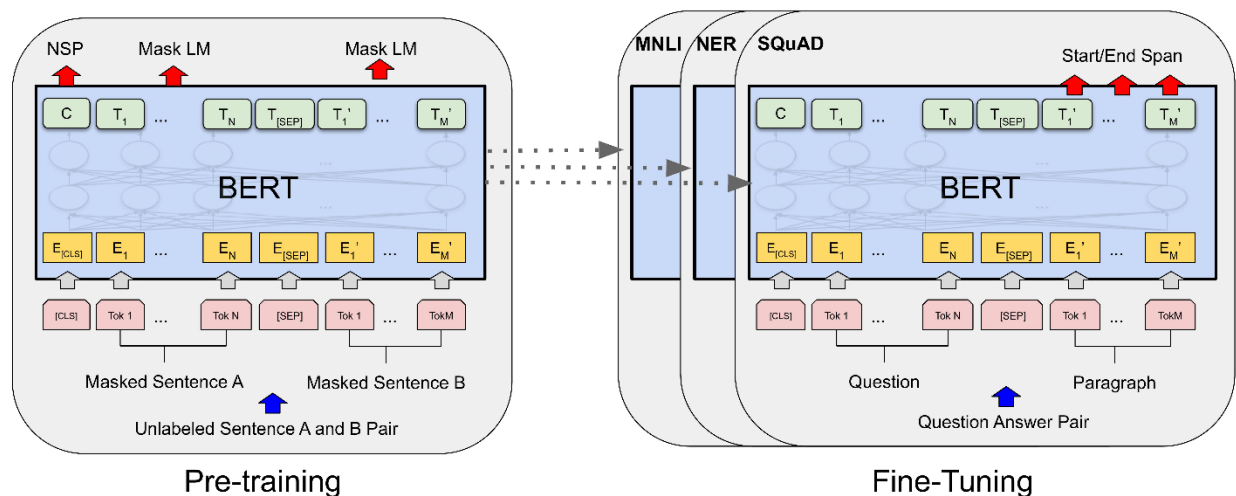 NSP Mask LM Mask LM
C T1 ... TN T[SEP] T1' ... TM'
...
BERT
...
E[CLS] E1 ... EN E[SEP] E1' ... EM'
[CLS] Tok 1 ... Tok N [SEP] Tok 1 ... TokM
Masked Sentence A Masked Sentence B
Unlabeled Sentence A and B Pair
Pre-training
MNLI NER SQuAD
Start/End Span
C T1 ... TN T[SEP] T1' ... TM'
...
BERT
...
E[CLS] E1 ... EN E[SEP] E1' ... EM'
[CLS] Tok 1 ... Tok N [SEP] Tok 1 ... TokM
Question Paragraph
Question Answer Pair
Fine-Tuning